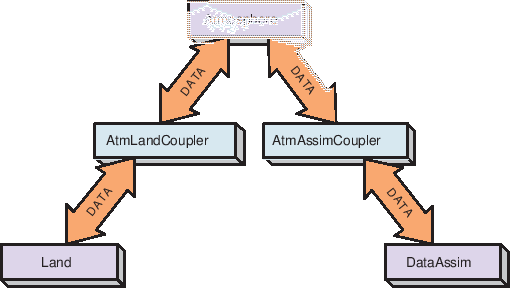 DATA
DATA
AtmLandCoupler
AtmAssimCoupler
DATA
DATA
Land
DataAssim